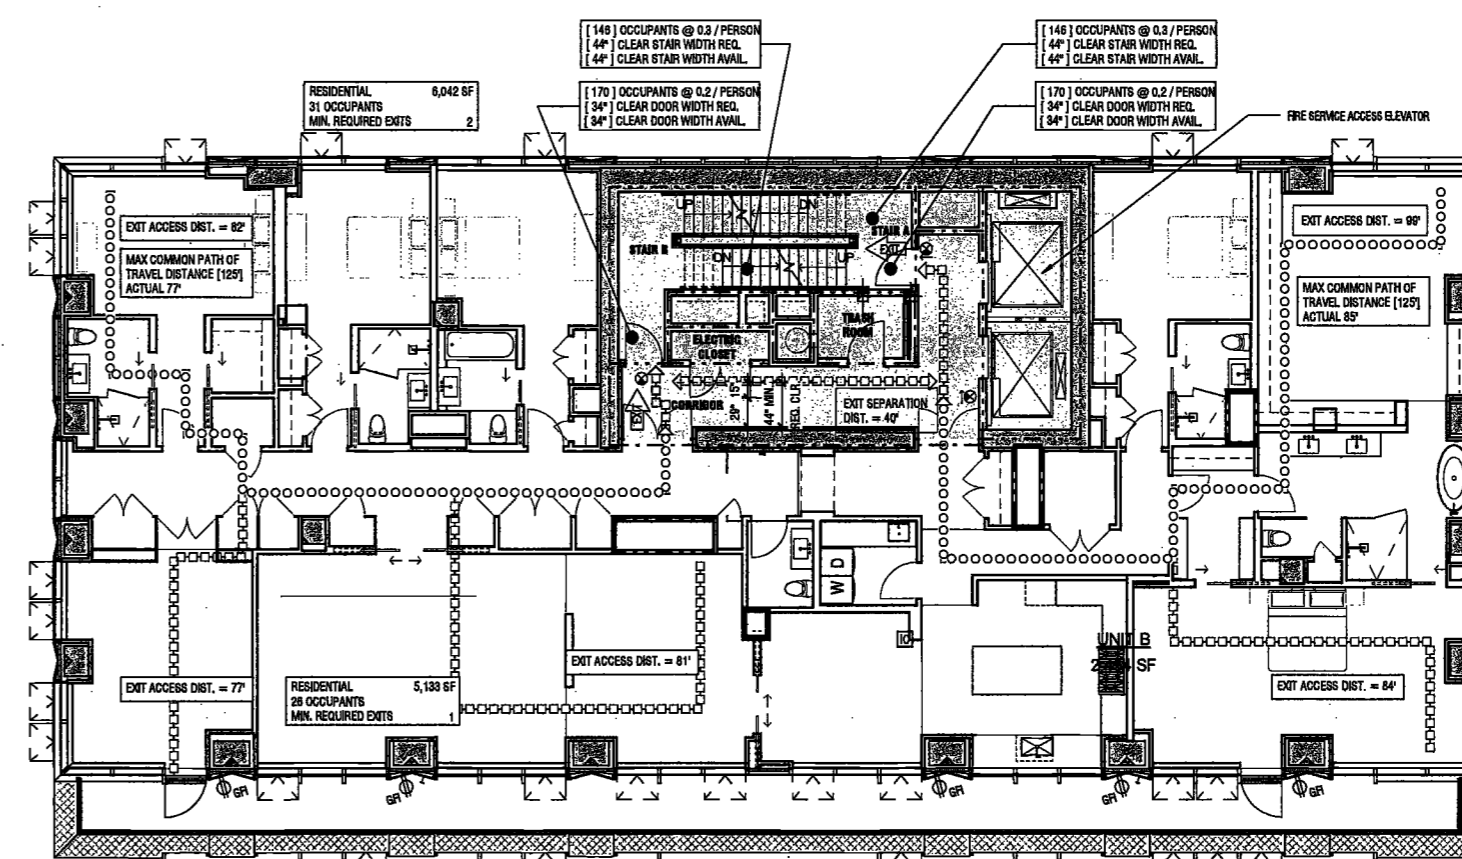 [ 146 ] OCCUPANTS @ 0.3 / PERSON
[ 44" ] CLEAR STAIR WIDTH REQ.
[ 44" ] CLEAR STAIR WIDTH AVAIL.
[ 146 ] OCCUPANTS @ 0.3 / PERSON
[ 44" ] CLEAR STAIR WIDTH REQ.
[ 44" ] CLEAR STAIR WIDTH AVAIL.
RESIDENTIAL 6,042 SF
31 OCCUPANTS
MIN. REQUIRED EXITS 2
[ 170 ] OCCUPANTS @ 0.2 / PERSON
[ 34" ] CLEAR DOOR WIDTH REQ.
[ 34" ] CLEAR DOOR WIDTH AVAIL.
[ 170 ] OCCUPANTS @ 0.2 / PERSON
[ 34" ] CLEAR DOOR WIDTH REQ.
[ 34" ] CLEAR DOOR WIDTH AVAIL.
FIRE SERVICE ACCESS ELEVATOR
UP
DN
EXIT ACCESS DIST. = 82'
EXIT ACCESS DIST. = 99'
STAIR A
STAIR B
EXIT
DN
UP
MAX COMMON PATH OF
TRAVEL DISTANCE [125']
ACTUAL 77'
MAX COMMON PATH OF
TRAVEL DISTANCE [125']
ACTUAL 85'
TRASH
ROOM
ELECTRIC
CLOSET
CORRIDOR
29" 15"
44" MIN.
REQ. CLR.
EXIT SEPARATION
DIST. = 40'
EXIT
W D
UNIT B
SF
EXIT ACCESS DIST. = 81'
EXIT ACCESS DIST. = 77'
RESIDENTIAL 5,133 SF
26 OCCUPANTS
MIN. REQUIRED EXITS 1
EXIT ACCESS DIST. = 84'
GFI
GFI
GFI
GFI
GFI